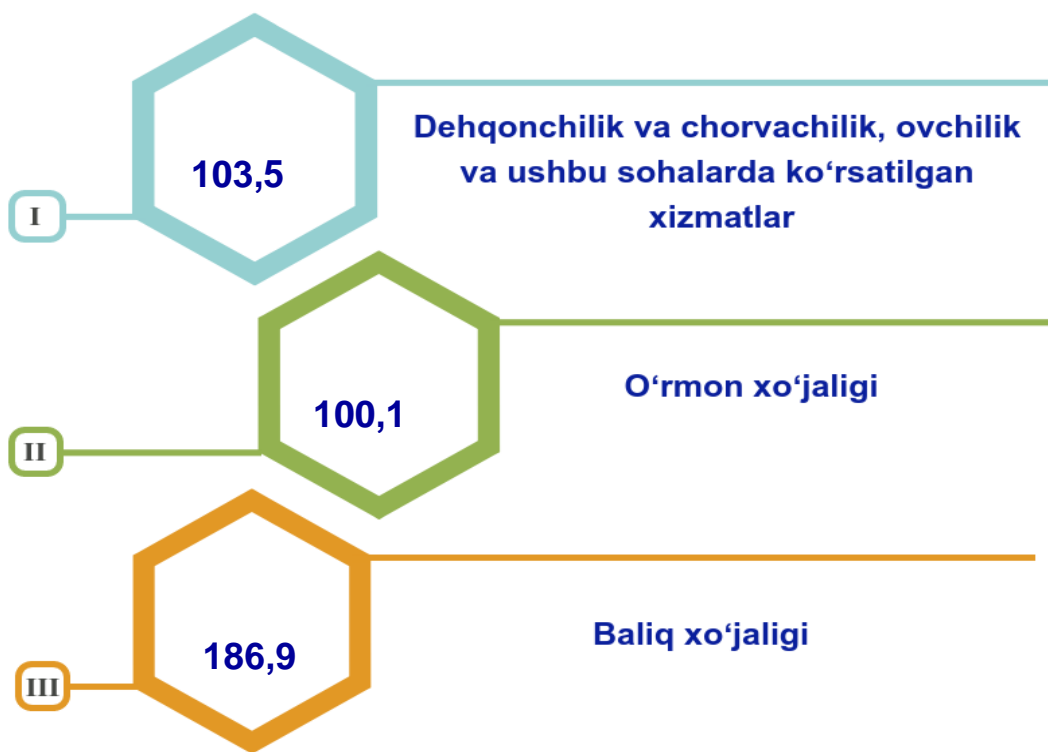 103,5
Dehqonchilik va chorvachilik, ovchilik
va ushbu sohalarda ko‘rsatilgan
xizmatlar
I
100,1
O‘rmon xo‘jaligi
II
186,9
Baliq xo‘jaligi
III